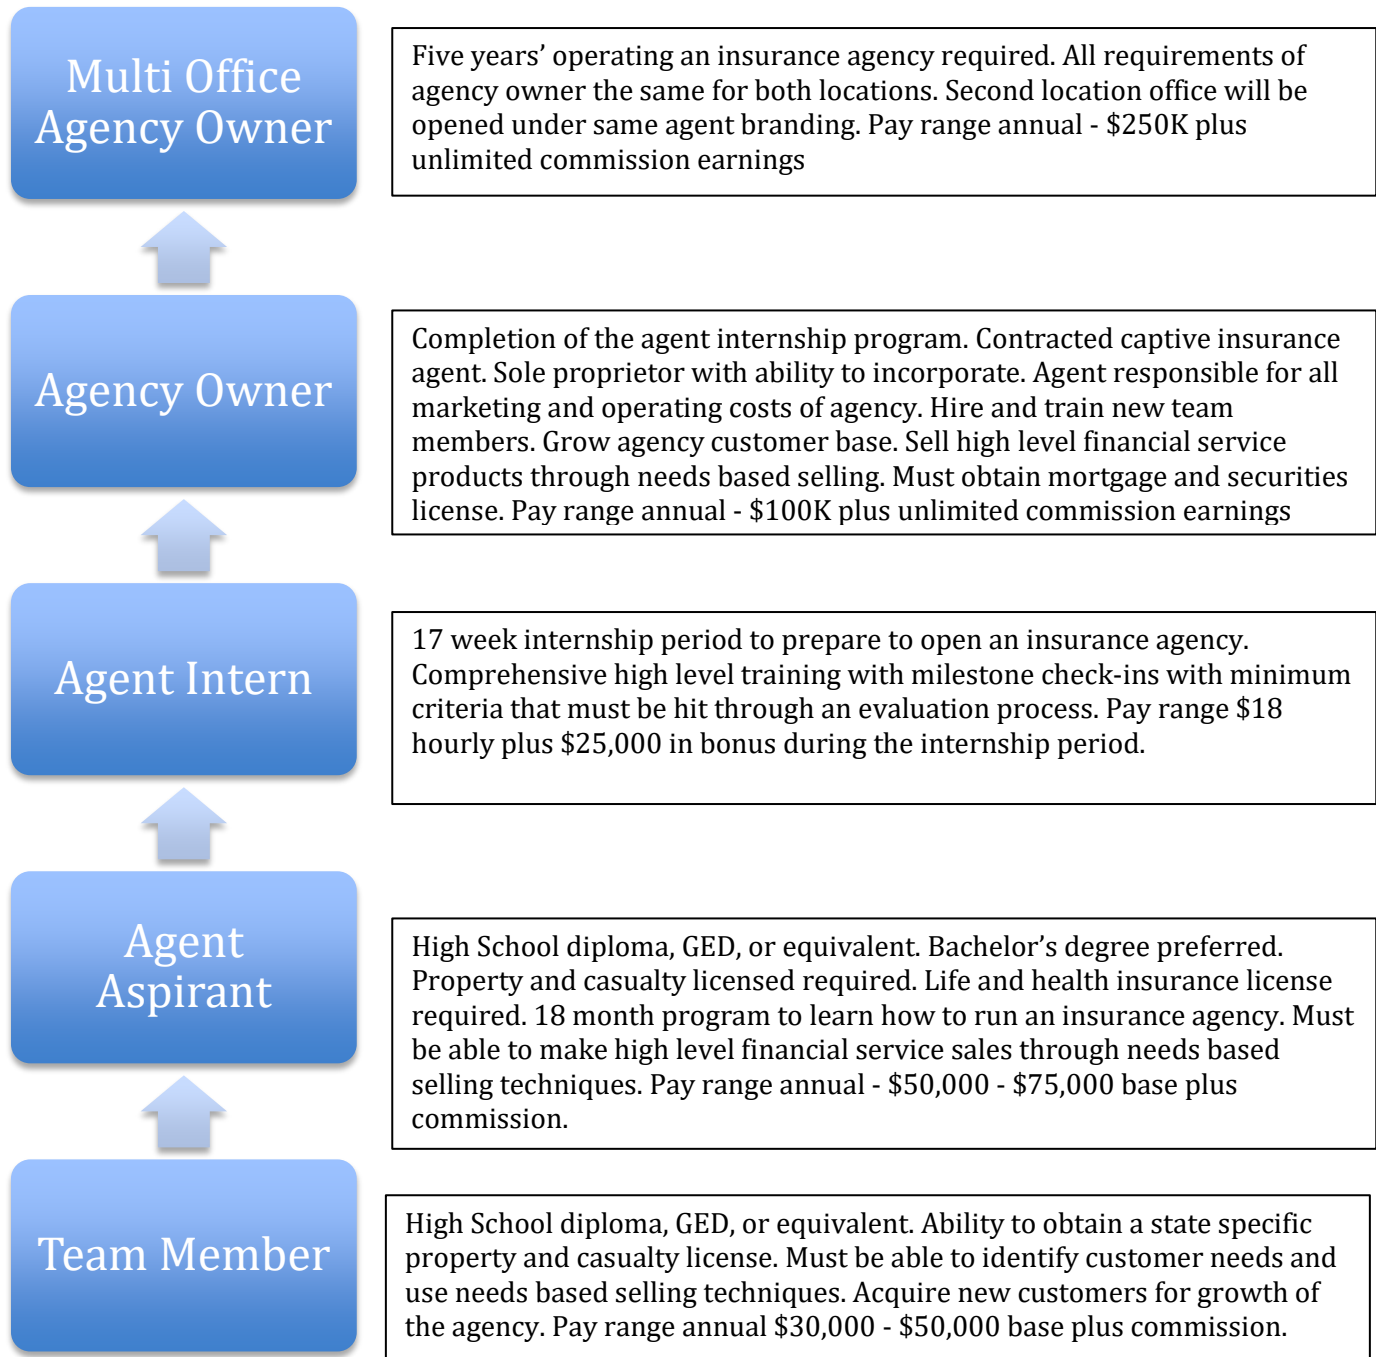 Multi Office
Agency Owner
Five years’ operating an insurance agency required. All requirements of
agency owner the same for both locations. Second location office will be
opened under same agent branding. Pay range annual - $250K plus
unlimited commission earnings
Agency Owner
Completion of the agent internship program. Contracted captive insurance
agent. Sole proprietor with ability to incorporate. Agent responsible for all
marketing and operating costs of agency. Hire and train new team
members. Grow agency customer base. Sell high level financial service
products through needs based selling. Must obtain mortgage and securities
license. Pay range annual - $100K plus unlimited commission earnings
Agent Intern
17 week internship period to prepare to open an insurance agency.
Comprehensive high level training with milestone check-ins with minimum
criteria that must be hit through an evaluation process. Pay range $18
hourly plus $25,000 in bonus during the internship period.
Agent
Aspirant
High School diploma, GED, or equivalent. Bachelor’s degree preferred.
Property and casualty licensed required. Life and health insurance license
required. 18 month program to learn how to run an insurance agency. Must
be able to make high level financial service sales through needs based
selling techniques. Pay range annual - $50,000 - $75,000 base plus
commission.
Team Member
High School diploma, GED, or equivalent. Ability to obtain a state specific
property and casualty license. Must be able to identify customer needs and
use needs based selling techniques. Acquire new customers for growth of
the agency. Pay range annual $30,000 - $50,000 base plus commission.